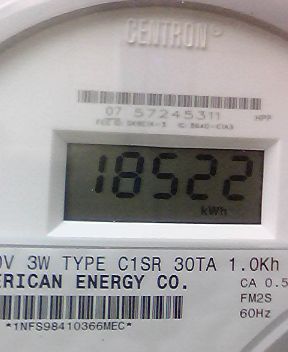 CENTRON®
07 57245311 HPP
18522
kWh
0V 3W TYPE C1SR 30TA 1.0Kh
ERICAN ENERGY CO. CA 0.5
FM2S
*1NFS98410366MEC* 60Hz